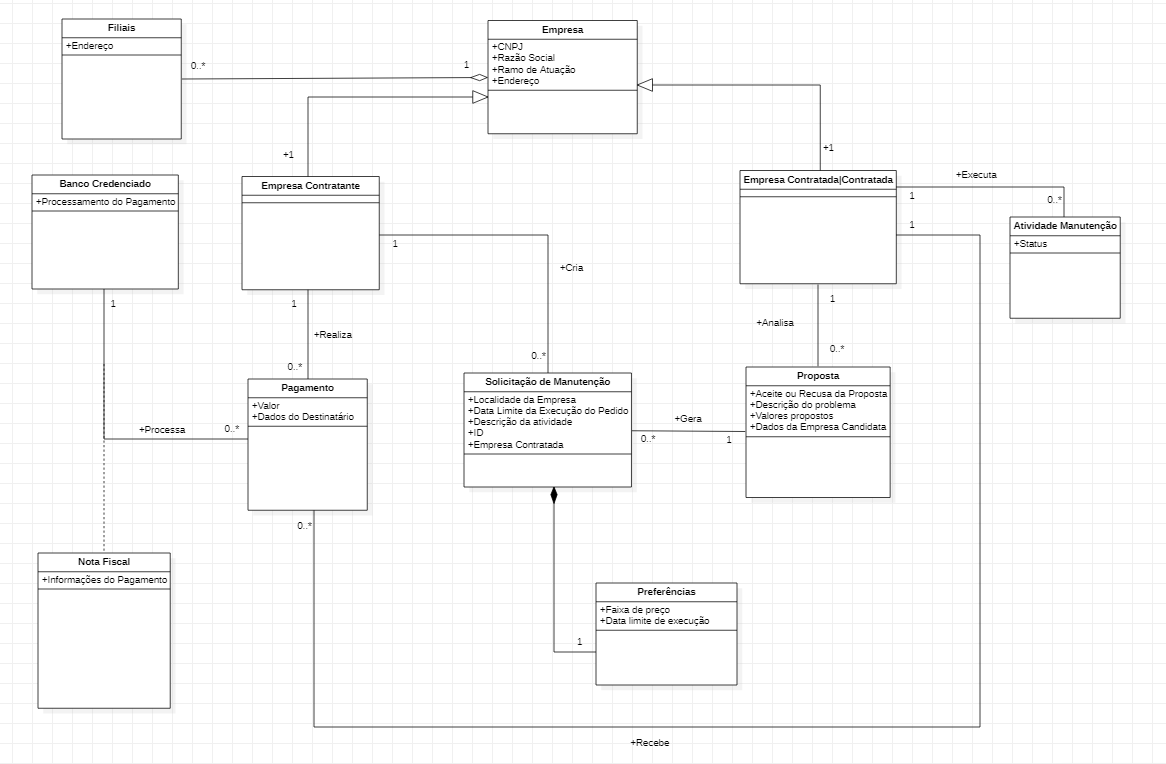 Filiais
+Endereço
0..*
1
Empresa
+CNPJ
+Razão Social
+Ramo de Atuação
+Endereço
+1
+1
Banco Credenciado
+Processamento do Pagamento
Empresa Contratante
Empresa Contratada|Contratada
+Executa
1
0..*
Atividade Manutenção
+Status
1
1
+Cria
0..*
1
+Realiza
0..*
1
1
+Analisa
0..*
Pagamento
+Valor
+Dados do Destinatário
+Processa
0..*
Solicitação de Manutenção
+Localidade da Empresa
+Data Limite da Execução do Pedido
+Descrição da atividade
+ID
+Empresa Contratada
+Gera
0..*
1
Proposta
+Aceite ou Recusa da Proposta
+Descrição do problema
+Valores propostos
+Dados da Empresa Candidata
0..*
Nota Fiscal
+Informações do Pagamento
Preferências
+Faixa de preço
+Data limite de execução
1
+Recebe